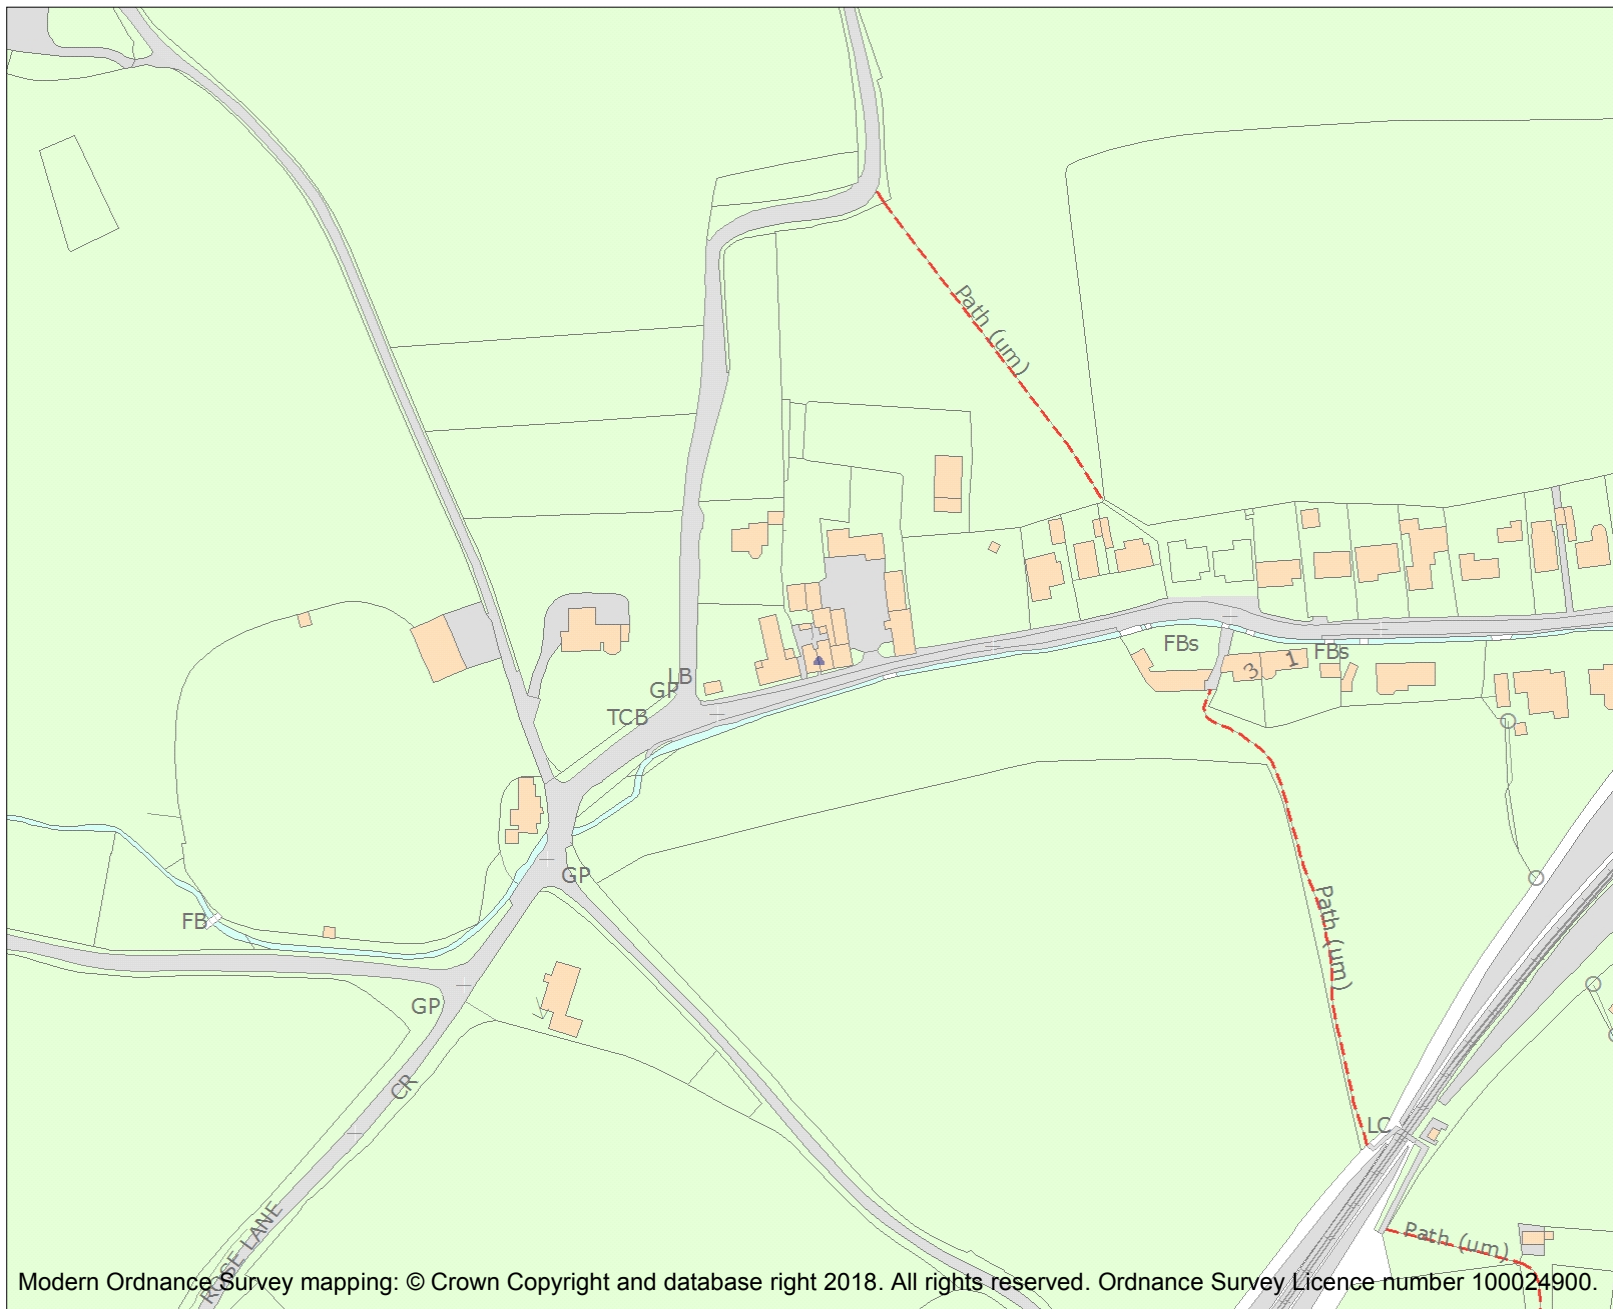 Path (um)
FBs
FBs
3
1
LB
GP
TCB
GP
Path (um)
FB
GP
CR
LC
ROSE LANE
Path (um)
Modern Ordnance Survey mapping: © Crown Copyright and database right 2018. All rights reserved. Ordnance Survey Licence number 100024900.